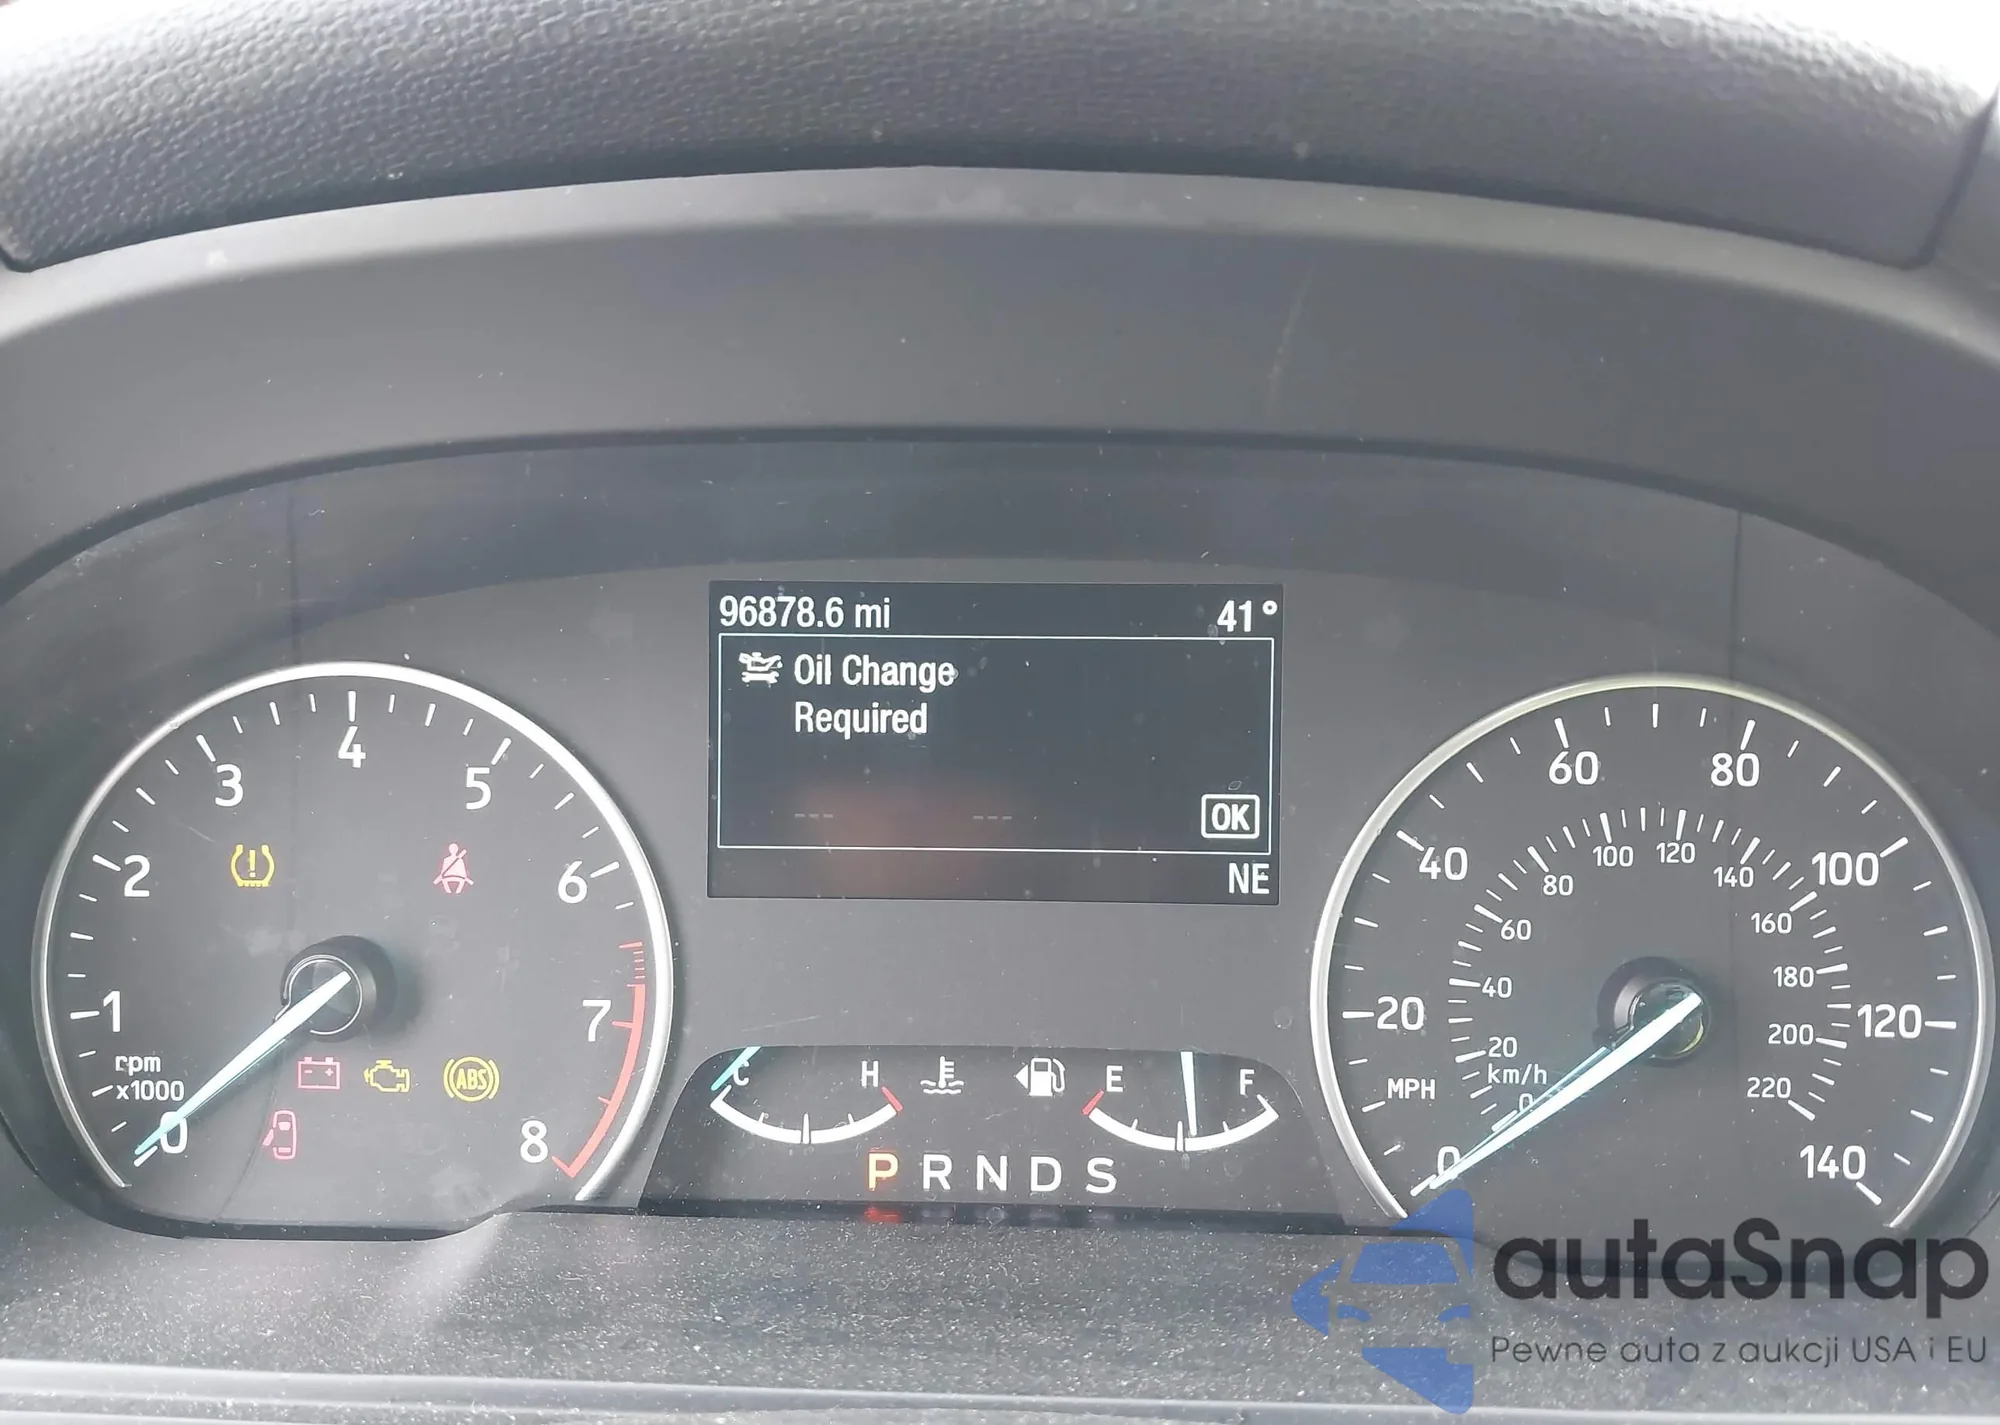 96878.6 mi 41°
Oil Change
Required
--- ---
OK
NE
0 1 2 3 4 5 6 7 8
rpm
x1000
ABS
C H E F
P R N D S
0 20 40 60 80 100 120 140
MPH
0 20 40 60 80 100 120 140 160 180 200 220
km/h
autaSnap
Pewne auta z aukcji USA i EU